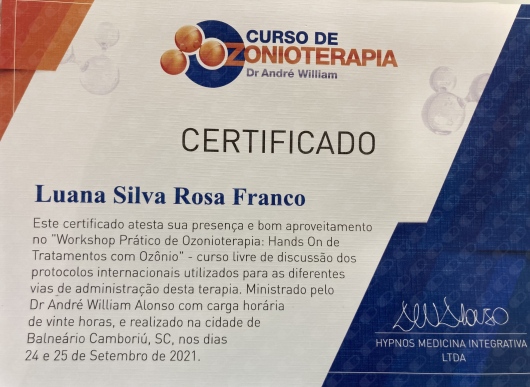 CURSO DE
OZONIOTERAPIA
Dr André William
CERTIFICADO
Luana Silva Rosa Franco
Este certificado atesta sua presença e bom aproveitamento
no "Workshop Prático de Ozonioterapia: Hands On de
Tratamentos com Ozônio" - curso livre de discussão dos
protocolos internacionais utilizados para as diferentes
vias de administração desta terapia. Ministrado pelo
Dr André William Alonso com carga horária
de vinte horas, e realizado na cidade de
Balneário Camboriú, SC, nos dias
24 e 25 de Setembro de 2021.
HYPNOS MEDICINA INTEGRATIVA
LTDA